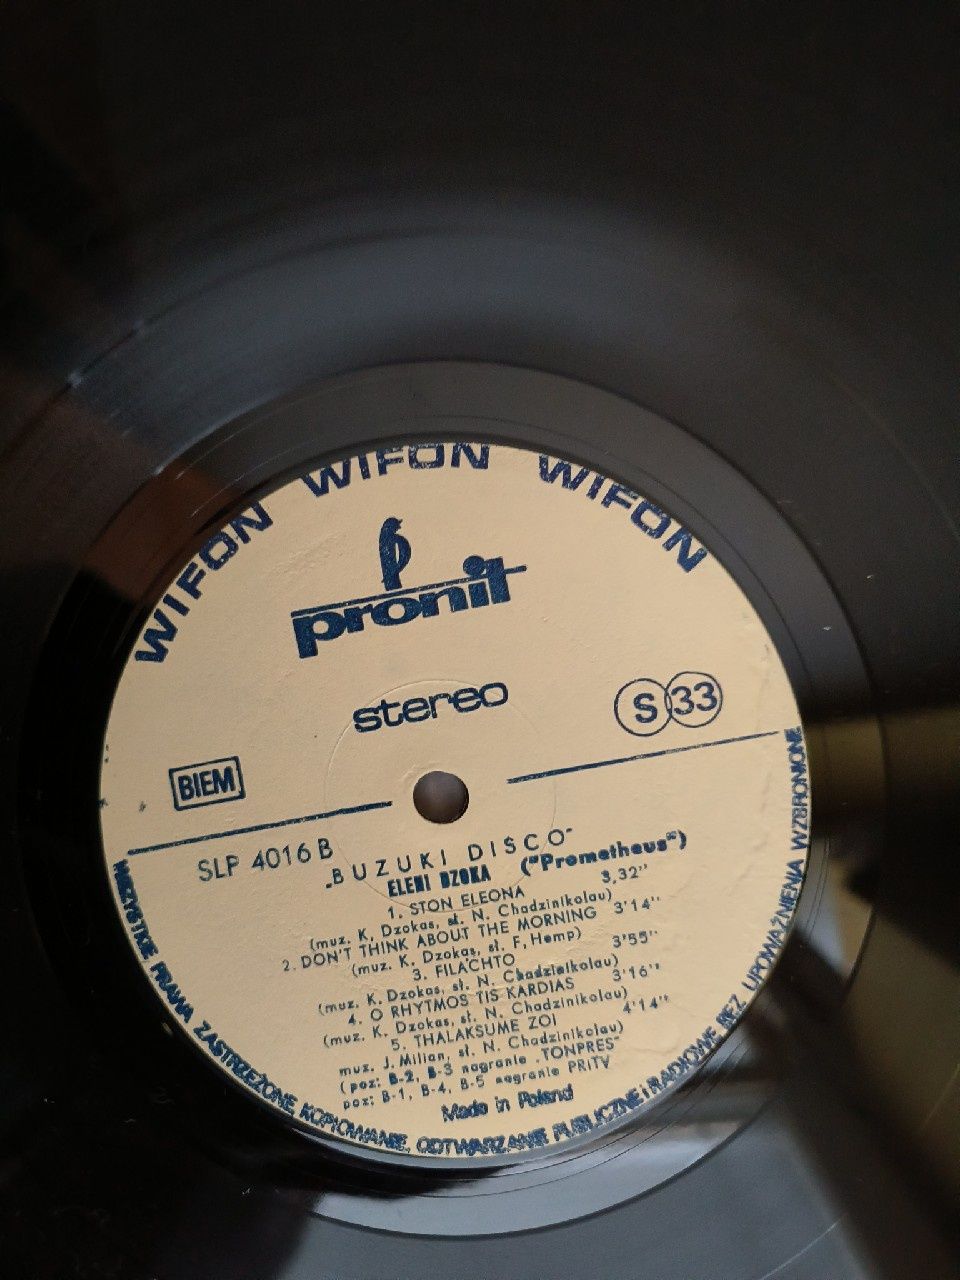 WIFON WIFON WIFON
pronit
stereo
S 33
BIEM
SLP 4016 B
„BUZUKI DISCO"
ELENI DZOKA ("Prometheus")
1. STON ELEONA 3,32"
(muz. K. Dzokas, sł. N. Chadzinikolau)
2. DON'T THINK ABOUT THE MORNING 3'14"
(muz. K. Dzokas, sł. F. Hemp)
3. FILACHTO 3'55"
(muz. K. Dzokas, sł. N. Chadzinikolau)
4. O RHYTMOS TIS KARDIAS 3'16"
(muz. K. Dzokas, sł. N. Chadzinikolau)
5. THALAKSUME ZOI 4'14"
muz. J. Milian, sł. N. Chadzinikolau)
(poz: B-2, B-3 nagranie „TONPRES"
poz: B-1, B-4, B-5 nagranie PRiTV
Made in Poland
WSZYSTKIE PRAWA ZASTRZEŻONE, KOPIOWANIE, ODTWARZANIE PUBLICZNE i RADIOWE BEZ UPOWAŻNIENIA WZBRONIONE